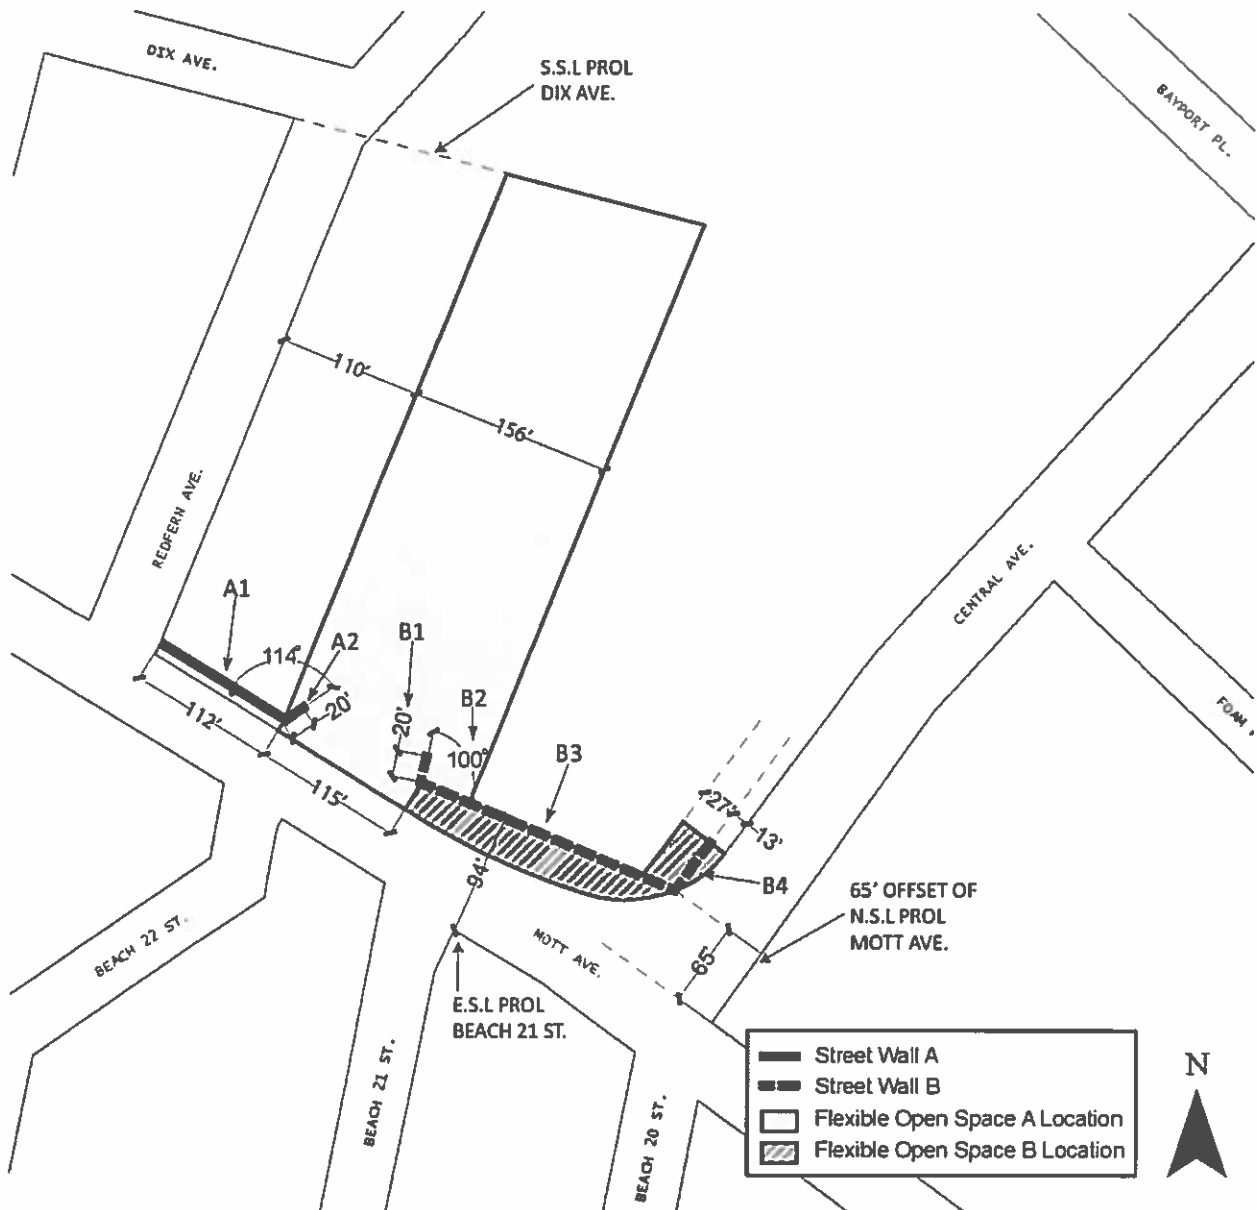 DIX AVE.
S.S.L PROL
DIX AVE.
BAYPORT PL.
110'
156'
REDFERN AVE.
CENTRAL AVE.
A1
A2
114°
20'
112'
B1
B2
20'
100°
B3
115'
27'
13'
B4
94'
65' OFFSET OF
N.S.L PROL
MOTT AVE.
MOTT AVE.
65
BEACH 22 ST.
E.S.L PROL
BEACH 21 ST.
BEACH 21 ST.
BEACH 20 ST.
Street Wall A
Street Wall B
Flexible Open Space A Location
Flexible Open Space B Location
N
FOAM